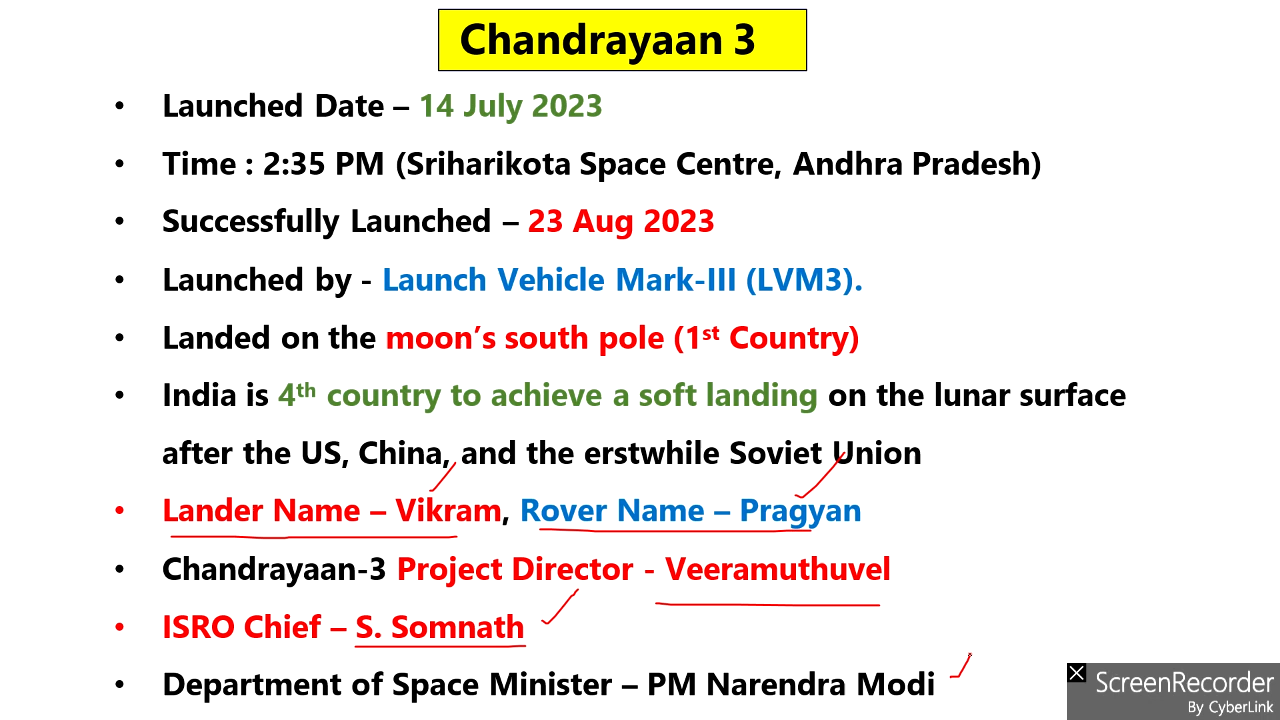 Chandrayaan 3
• Launched Date – 14 July 2023
• Time : 2:35 PM (Sriharikota Space Centre, Andhra Pradesh)
• Successfully Launched – 23 Aug 2023
• Launched by - Launch Vehicle Mark-III (LVM3).
• Landed on the moon’s south pole (1st Country)
• India is 4th country to achieve a soft landing on the lunar surface
after the US, China, and the erstwhile Soviet Union
• Lander Name – Vikram, Rover Name – Pragyan
• Chandrayaan-3 Project Director - Veeramuthuvel
• ISRO Chief – S. Somnath
• Department of Space Minister – PM Narendra Modi
ScreenRecorder
By CyberLink